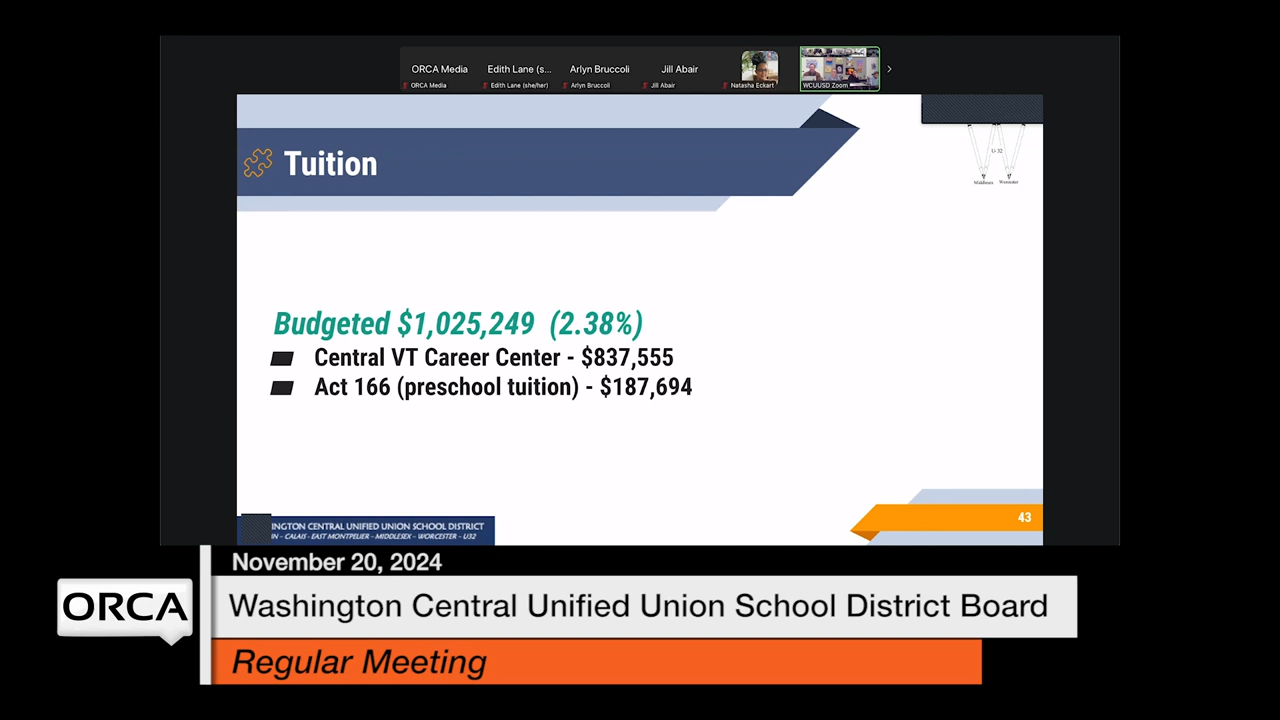 ORCA Media Edith Lane (s... Arlyn Bruccoli Jill Abair
ORCA Media Edith Lane (she/her) Arlyn Bruccoli Jill Abair Natasha Eckart WCUUSD Zoom
Tuition
U-32
Middlesex Worcester
Budgeted $1,025,249 (2.38%)
Central VT Career Center - $837,555
Act 166 (preschool tuition) - $187,694
43
INGTON CENTRAL UNIFIED UNION SCHOOL DISTRICT
IN - CALAIS - EAST MONTPELIER - MIDDLESEX - WORCESTER - U32
November 20, 2024
ORCA
Washington Central Unified Union School District Board
Regular Meeting